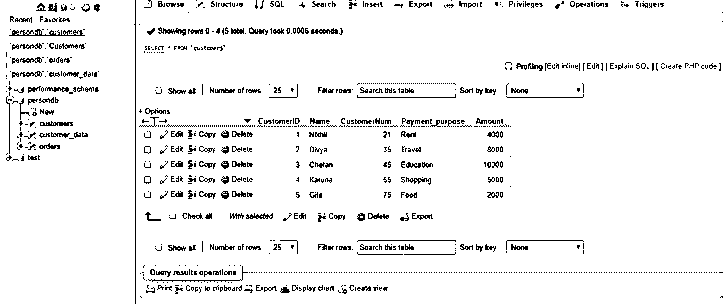 Recent Favorites
`persondb`.`customers`
`persondb`.`Customers`
`persondb`.`orders`
`persondb`.`customer_data`
performance_schema
persondb
New
customers
customer_data
orders
test
Browse Structure SQL Search Insert Export Import Privileges Operations Triggers
Showing rows 0 - 4 (5 total, Query took 0.0006 seconds.)
SELECT * FROM `customers`
Profiling [Edit inline] [ Edit ] [ Explain SQL ] [ Create PHP code ]
Show all Number of rows: 25 Filter rows: Search this table Sort by key: None
+ Options
CustomerID Name CustomerNum Payment_purpose Amount
Edit Copy Delete 1 Nikhil 21 Rent 4000
Edit Copy Delete 2 Divya 35 Travel 8000
Edit Copy Delete 3 Chetan 45 Education 10000
Edit Copy Delete 4 Karuna 55 Shopping 5000
Edit Copy Delete 5 Gita 75 Food 2000
Check all With selected: Edit Copy Delete Export
Show all Number of rows: 25 Filter rows: Search this table Sort by key: None
Query results operations
Print Copy to clipboard Export Display chart Create view